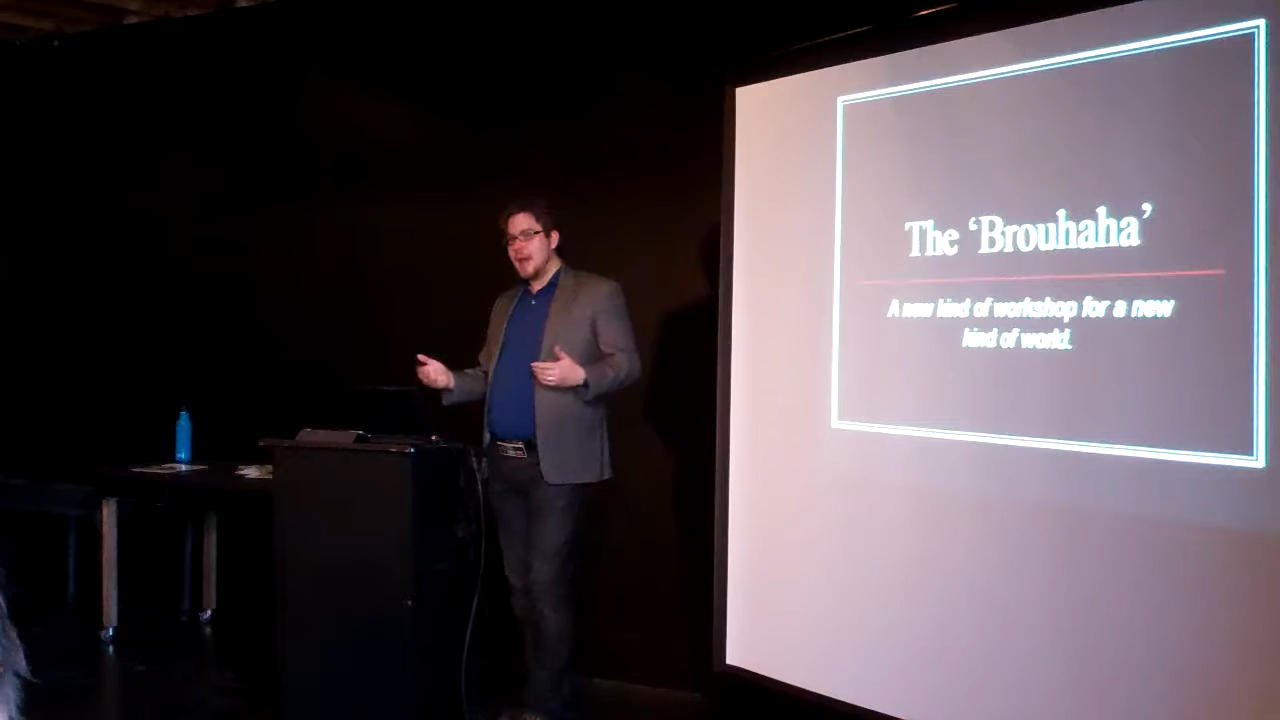 The ‘Brouhaha’
A new kind of workshop for a new
kind of world.